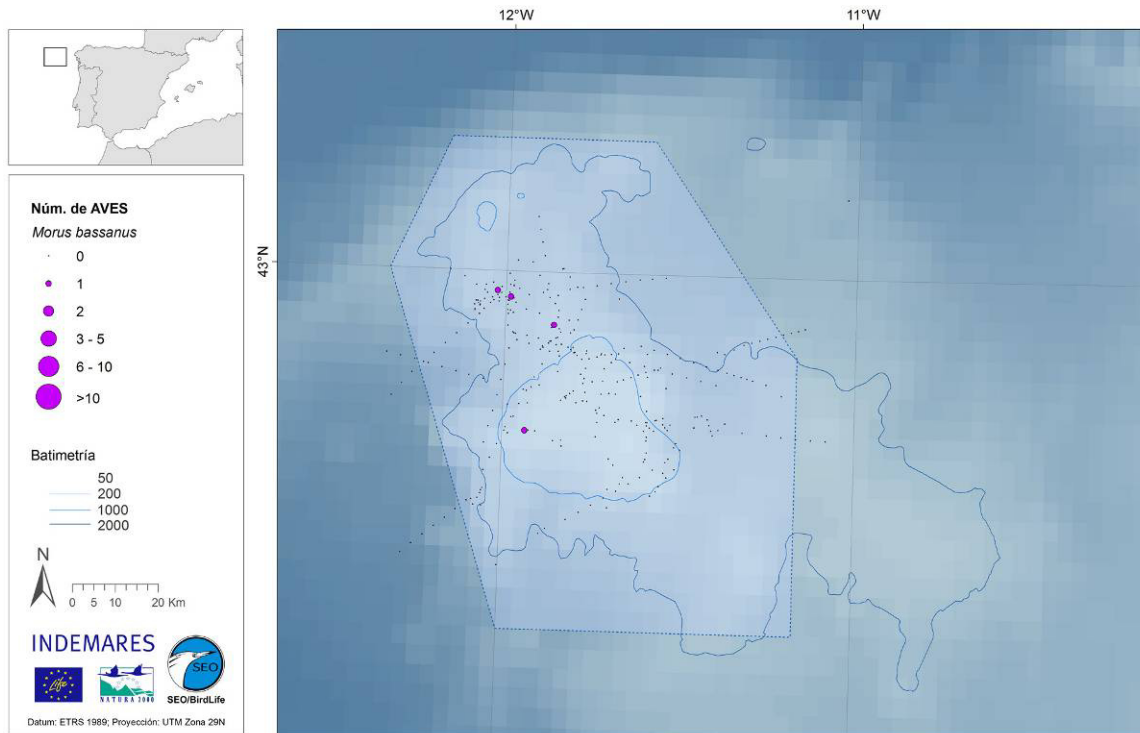 12°W
11°W
43°N
Núm. de AVES
Morus bassanus
0
1
2
3 - 5
6 - 10
>10
Batimetría
50
200
1000
2000
N
0 5 10 20 Km
INDEMARES
Life
NATURA 2000
SEO
SEO/BirdLife
Datum: ETRS 1989; Proyección: UTM Zona 29N